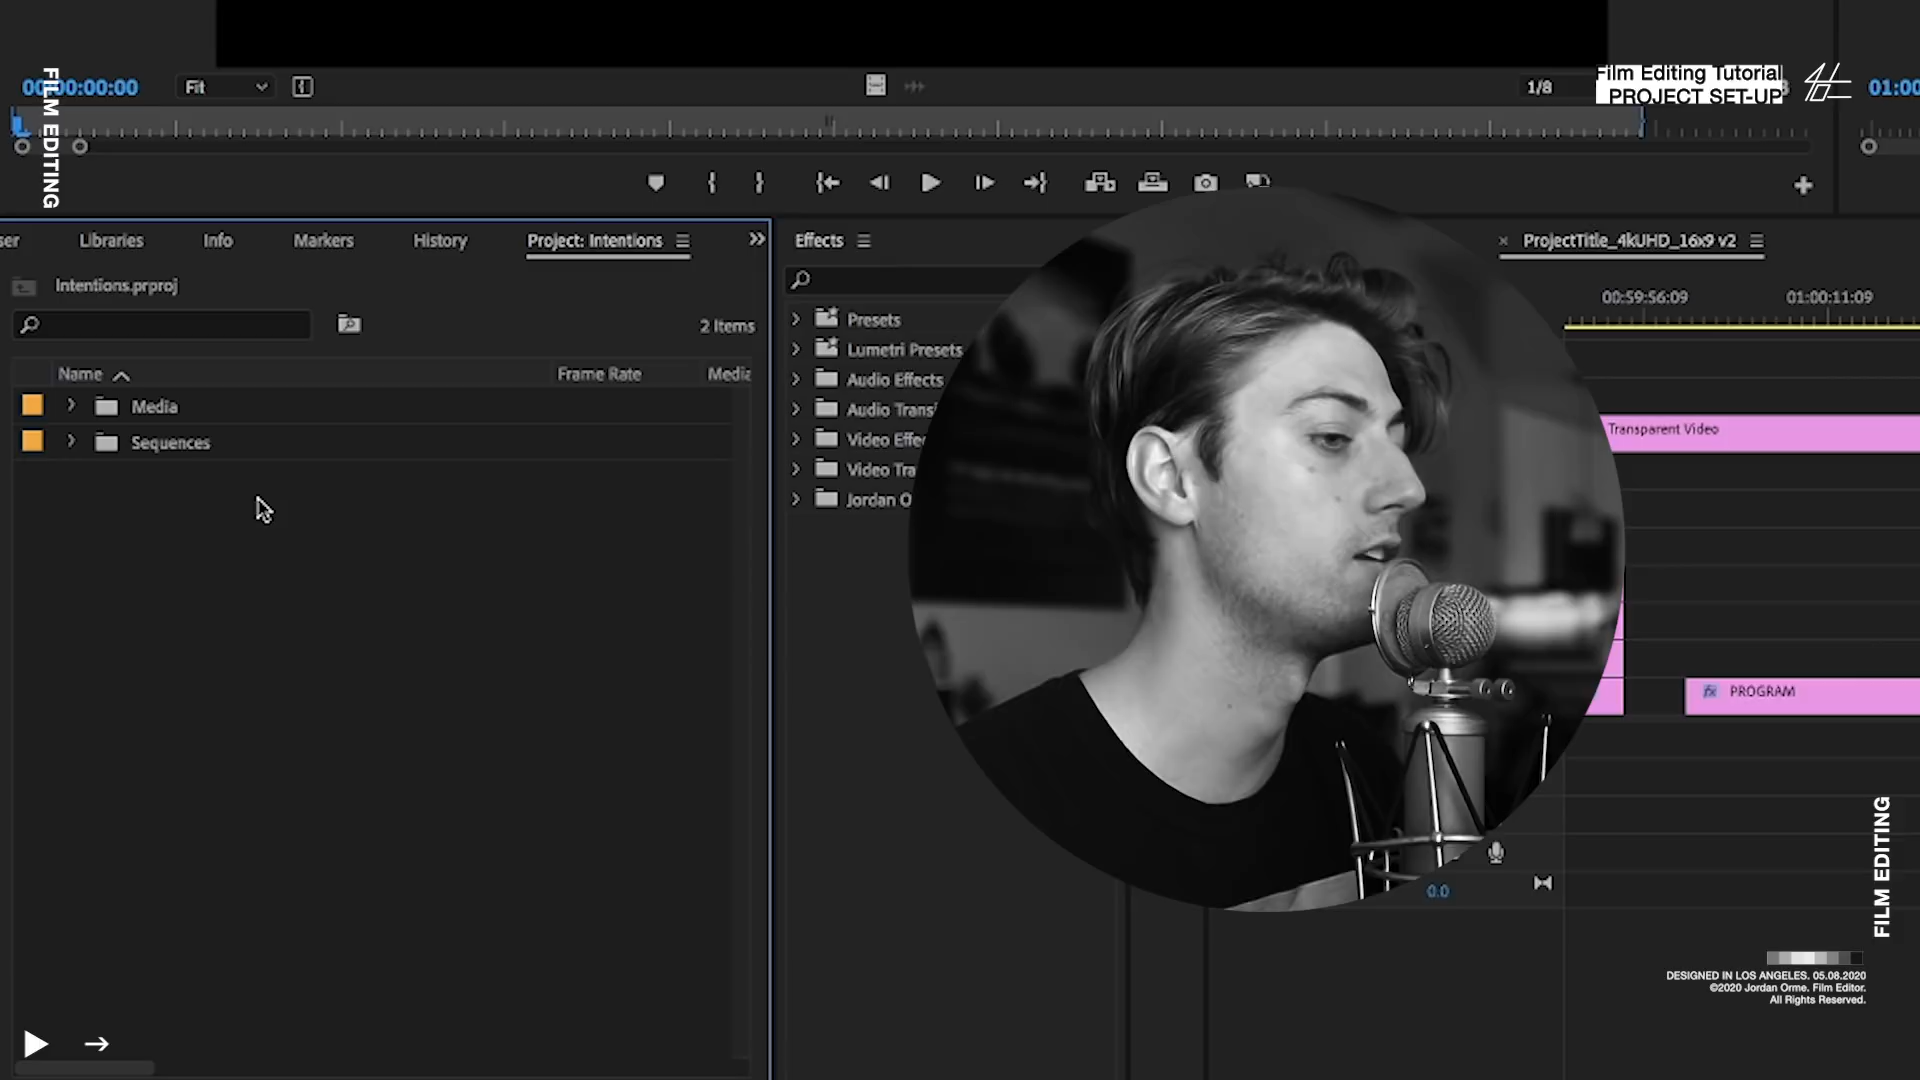 00:00:00:00
Fit
1/8
Film Editing Tutorial
PROJECT SET-UP
01:00
FILM EDITING
Libraries
Info
Markers
History
Project: Intentions
Effects
ProjectTitle_4kUHD_16x9 v2
Intentions.prproj
2 Items
00:59:56:09
01:00:11:09
Name
Frame Rate
Media
Media
Sequences
Presets
Lumetri Presets
Audio Effects
Audio Transi
Video Effe
Video Tra
Jordan O
Transparent Video
fx PROGRAM
0.0
FILM EDITING
DESIGNED IN LOS ANGELES. 05.08.2020
©2020 Jordan Orme. Film Editor.
All Rights Reserved.